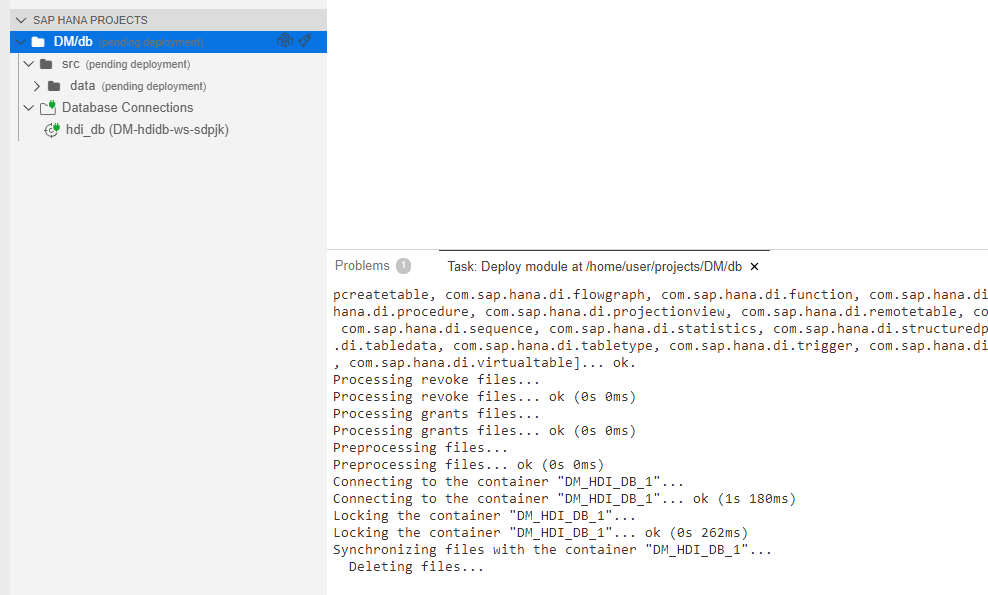 SAP HANA PROJECTS
DM/db (pending deployment)
src (pending deployment)
data (pending deployment)
Database Connections
hdi_db (DM-hdidb-ws-sdpjk)
Problems 1
Task: Deploy module at /home/user/projects/DM/db ×
pcreatetable, com.sap.hana.di.flowgraph, com.sap.hana.di.function, com.sap.hana.di
hana.di.procedure, com.sap.hana.di.projectionview, com.sap.hana.di.remotetable, co
com.sap.hana.di.sequence, com.sap.hana.di.statistics, com.sap.hana.di.structuredp
.di.tabledata, com.sap.hana.di.tabletype, com.sap.hana.di.trigger, com.sap.hana.di
, com.sap.hana.di.virtualtable]... ok.
Processing revoke files...
Processing revoke files... ok (0s 0ms)
Processing grants files...
Processing grants files... ok (0s 0ms)
Preprocessing files...
Preprocessing files... ok (0s 0ms)
Connecting to the container "DM_HDI_DB_1"...
Connecting to the container "DM_HDI_DB_1"... ok (1s 180ms)
Locking the container "DM_HDI_DB_1"...
Locking the container "DM_HDI_DB_1"... ok (0s 262ms)
Synchronizing files with the container "DM_HDI_DB_1"...
Deleting files...